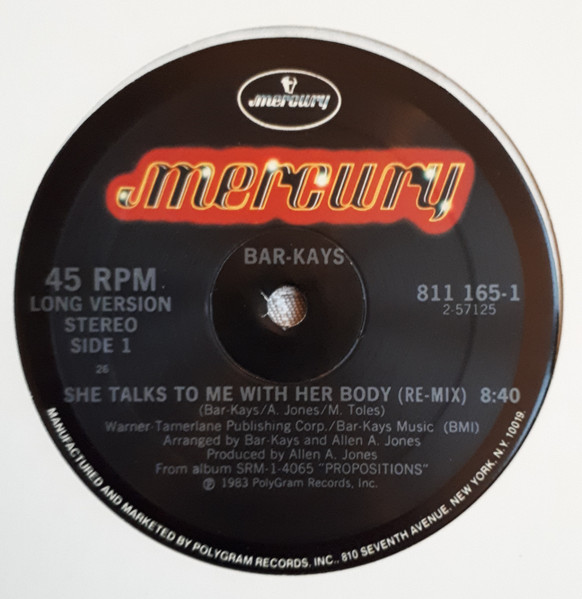 mercury
mercury
BAR-KAYS
45 RPM
LONG VERSION
STEREO
SIDE 1
26
811 165-1
2-57125
SHE TALKS TO ME WITH HER BODY (RE-MIX) 8:40
(Bar-Kays/A. Jones/M. Toles)
Warner-Tamerlane Publishing Corp./Bar-Kays Music (BMI)
Arranged by Bar-Kays and Allen A. Jones
Produced by Allen A. Jones
From album SRM-1-4065 "PROPOSITIONS"
℗ 1983 PolyGram Records, Inc.
MANUFACTURED AND MARKETED BY POLYGRAM RECORDS, INC., 810 SEVENTH AVENUE, NEW YORK, N.Y. 10019.